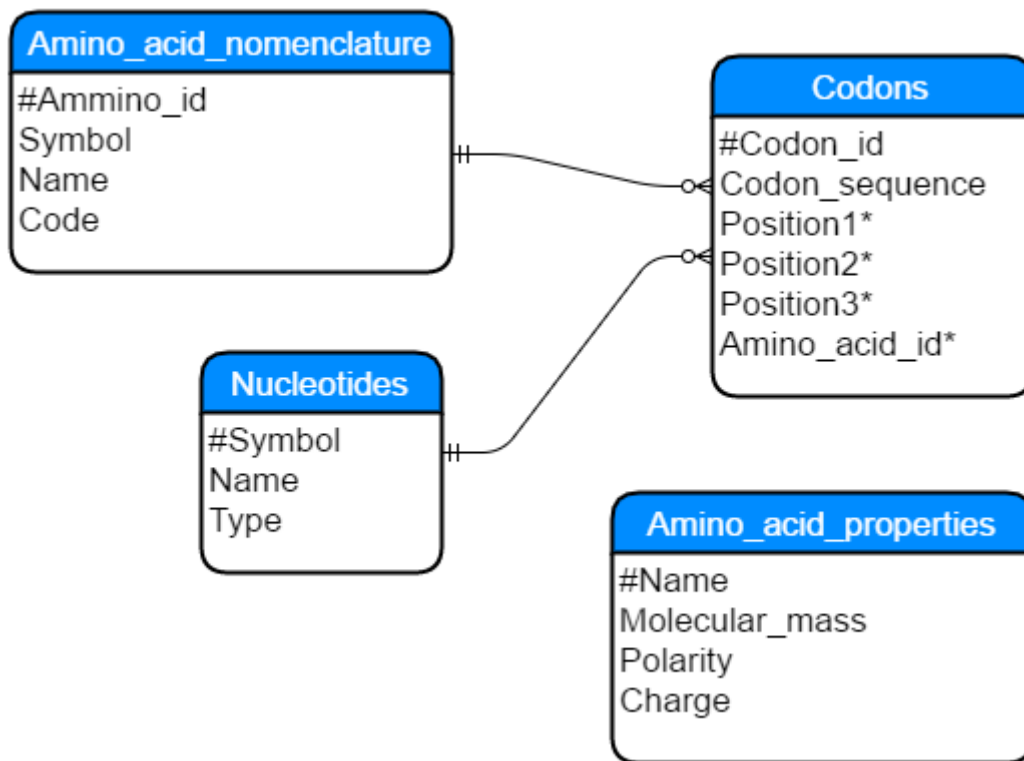 Amino_acid_nomenclature
#Ammino_id
Symbol
Name
Code
Codons
#Codon_id
Codon_sequence
Position1*
Position2*
Position3*
Amino_acid_id*
Nucleotides
#Symbol
Name
Type
Amino_acid_properties
#Name
Molecular_mass
Polarity
Charge